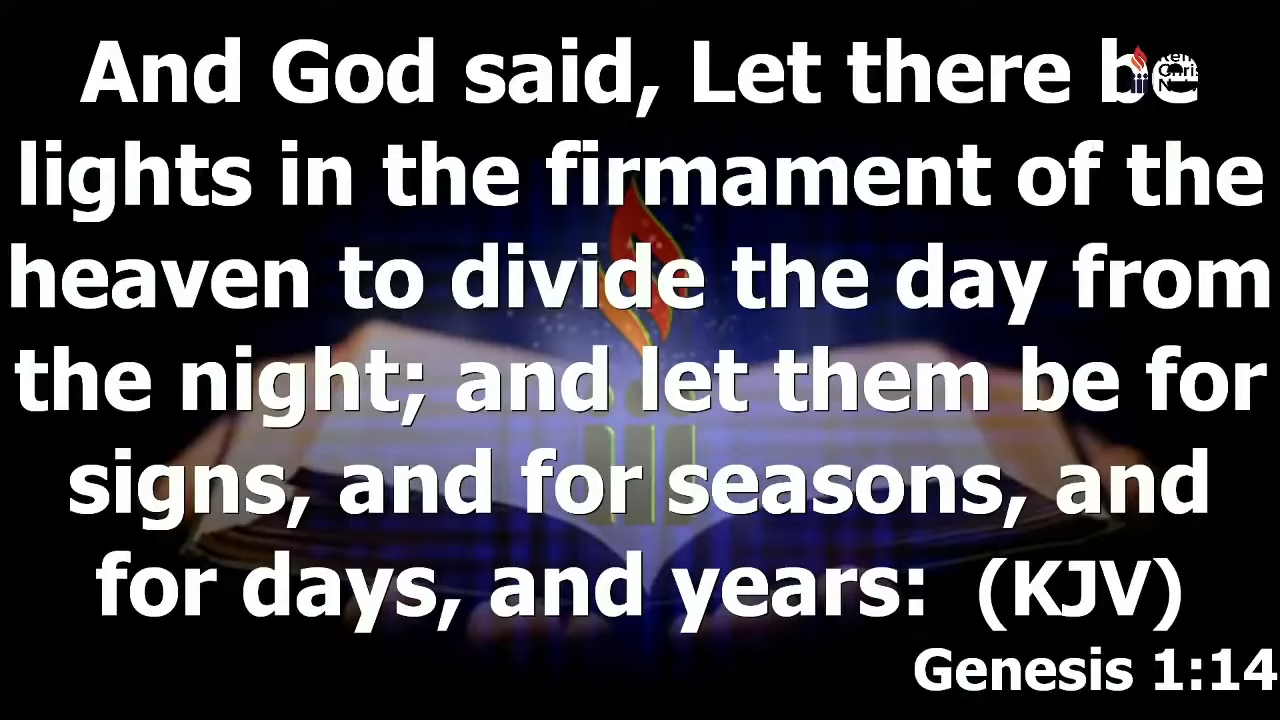 And God said, Let there be
lights in the firmament of the
heaven to divide the day from
the night; and let them be for
signs, and for seasons, and
for days, and years: (KJV)
Genesis 1:14